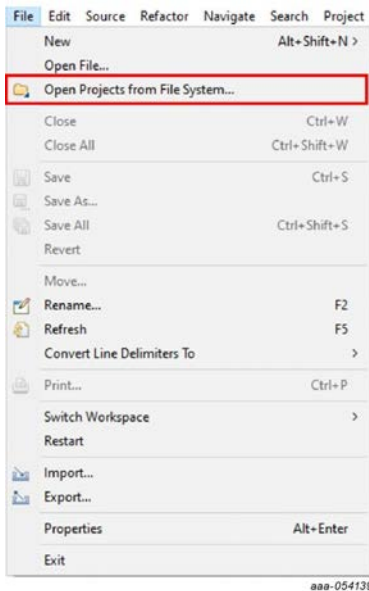 File Edit Source Refactor Navigate Search Project
New Alt+Shift+N >
Open File...
Open Projects from File System...
Close Ctrl+W
Close All Ctrl+Shift+W
Save Ctrl+S
Save As...
Save All Ctrl+Shift+S
Revert
Move...
Rename... F2
Refresh F5
Convert Line Delimiters To >
Print... Ctrl+P
Switch Workspace >
Restart
Import...
Export...
Properties Alt+Enter
Exit
aaa-054139